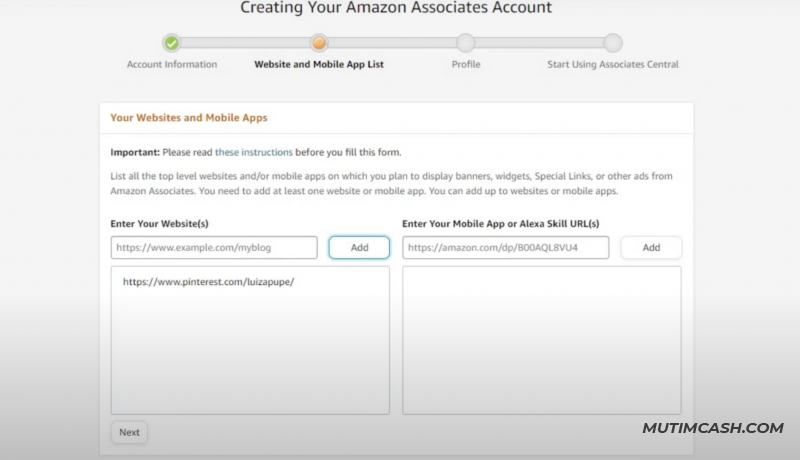 Creating Your Amazon Associates Account
Account Information
Website and Mobile App List
Profile
Start Using Associates Central
Your Websites and Mobile Apps
Important: Please read these instructions before you fill this form.
List all the top level websites and/or mobile apps on which you plan to display banners, widgets, Special Links, or other ads from
Amazon Associates. You need to add at least one website or mobile app. You can add up to websites or mobile apps.
Enter Your Website(s)
Enter Your Mobile App or Alexa Skill URL(s)
https://www.example.com/myblog
Add
https://amazon.com/dp/B00AQL8VU4
Add
https://www.pinterest.com/luizapupe/
Next
MUTIMCASH.COM